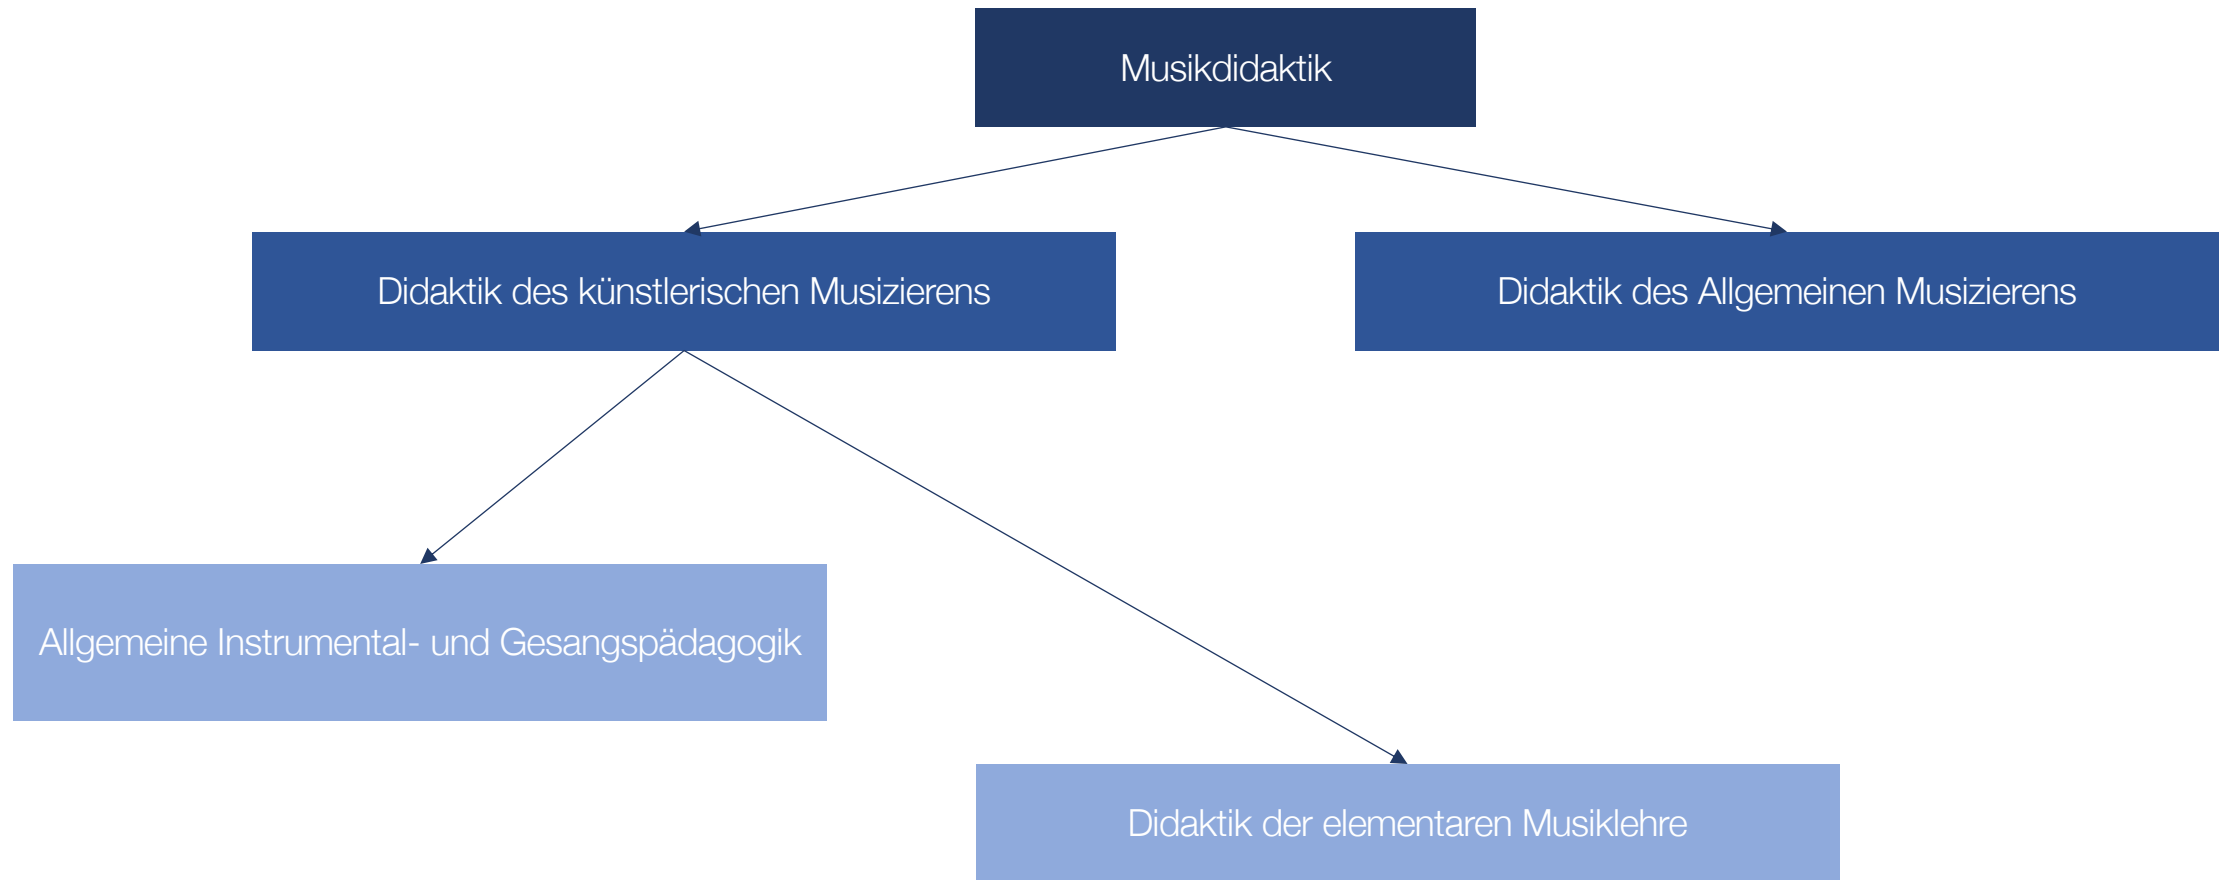 Musikdidaktik
Didaktik des künstlerischen Musizierens
Didaktik des Allgemeinen Musizierens
Allgemeine Instrumental- und Gesangspädagogik
Didaktik der elementaren Musiklehre